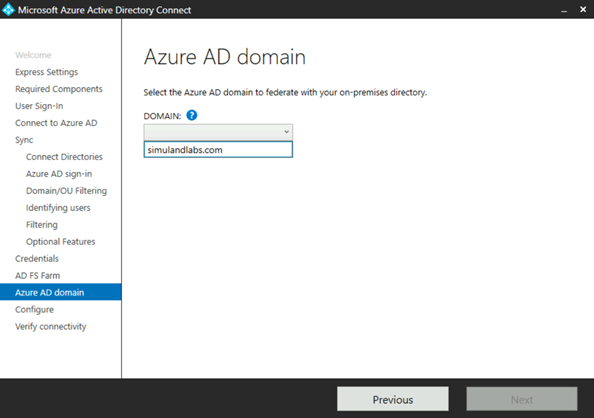 Microsoft Azure Active Directory Connect
Welcome
Express Settings
Required Components
User Sign-In
Connect to Azure AD
Sync
Connect Directories
Azure AD sign-in
Domain/OU Filtering
Identifying users
Filtering
Optional Features
Credentials
AD FS Farm
Azure AD domain
Configure
Verify connectivity
Azure AD domain
Select the Azure AD domain to federate with your on-premises directory.
DOMAIN: ?
simulandlabs.com
Previous
Next